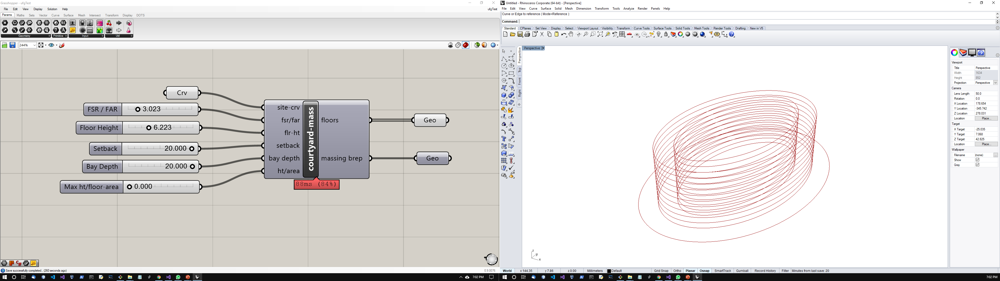 Grasshopper - ufgTest
File Edit View Display Solution Help
ufgTest
Params Maths Sets Vector Curve Surface Mesh Intersect Transform Display DOTS
Geometry
Primitive
Input
Util
244%
Crv
FSR / FAR 3.023
Floor Height 6.223
Setback 20.000
Bay Depth 20.000
Max ht/floor-area 0.000
site-crv
fsr/far
flr-ht
setback
bay depth
ht/area
courtyard-mass
floors
massing brep
88ms (84%)
Geo
Geo
Save successfully completed.. (260 seconds ago)
0.9.0076
7:02 PM
Untitled - Rhinoceros Corporate (64-bit) - [Perspective]
File Edit View Curve Surface Solid Mesh Dimension Transform Tools Analyze Render Panels Help
Curve or Edge to reference ( Mode=Reference ):
Command:
Standard CPlanes Set View Display Select Viewport Layout Visibility Transform Curve Tools Surface Tools Solid Tools Mesh Tools Render Tools Drafting New in V5
Perspective
Perspective
Top
Front
Right
z
y
x
Viewport
Title Perspective
Width 1634
Height 852
Projection Perspective
Camera
Lens Length 50.0
Rotation 0.0
X Location 178.654
Y Location -345.742
Z Location 278.031
Location Place...
Target
X Target -25.035
Y Target 7.068
Z Target 42.825
Location Place...
Wallpaper
Filename (none) ...
Show
Gray
World x 144.35 y 7.86 z 0.00 Millimeters Default Grid Snap Ortho Planar Osnap SmartTrack Gumball Record History Filter Minutes from last save: 20
7:02 PM